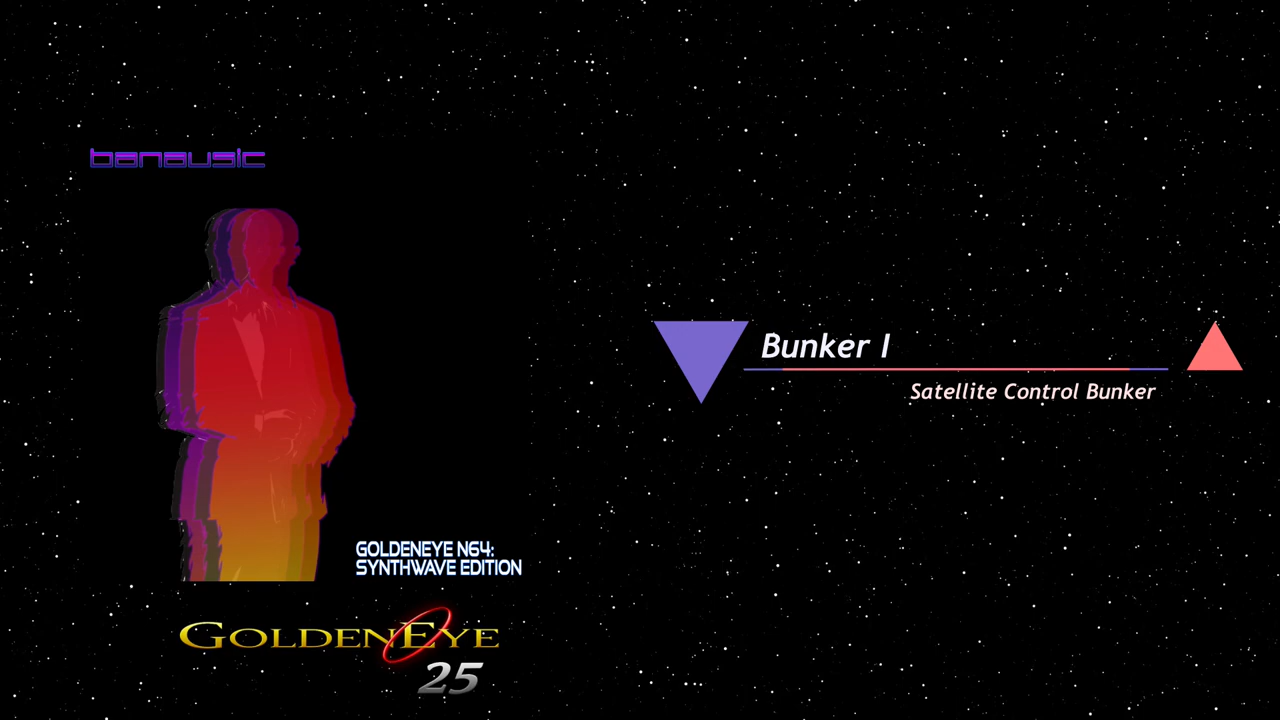 banausic
GOLDENEYE N64:
SYNTHWAVE EDITION
GOLDENEYE
25
Bunker I
Satellite Control Bunker